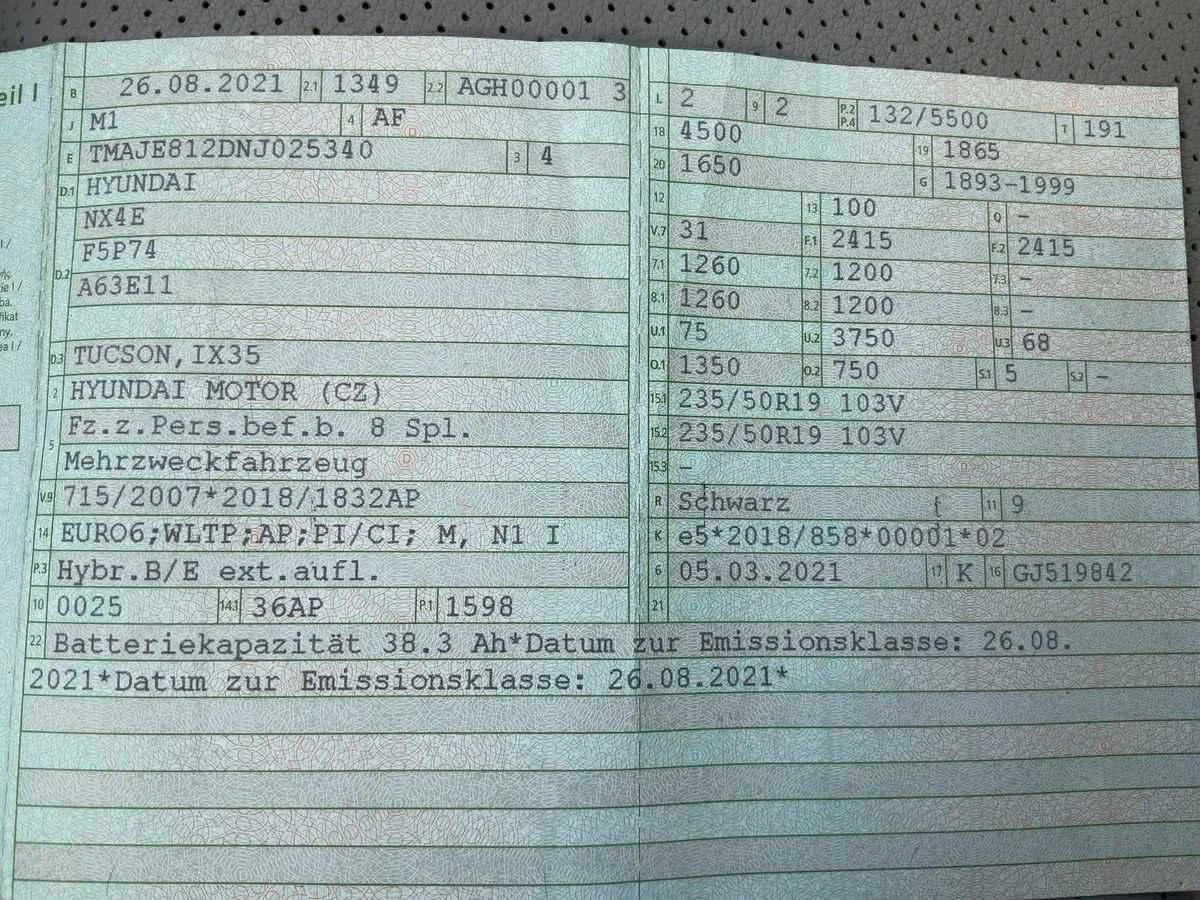 eil I
B 26.08.2021 2.1 1349 2.2 AGH00001 3
J M1 4 AF
E TMAJE812DNJ025340 3 4
D.1 HYUNDAI
NX4E
D.2 F5P74
A63E11
D.3 TUCSON,IX35
2 HYUNDAI MOTOR (CZ)
5 Fz.z.Pers.bef.b. 8 Spl.
Mehrzweckfahrzeug
V.9 715/2007*2018/1832AP
14 EURO6;WLTP;AP;PI/CI; M, N1 I
P.3 Hybr.B/E ext.aufl.
10 0025 14.1 36AP P.1 1598
L 2 9 2 P.2 P.4 132/5500 T 191
18 4500 19 1865
20 1650 G 1893-1999
12 13 100 Q –
V.7 31 F.1 2415 F.2 2415
7.1 1260 7.2 1200 7.3 –
8.1 1260 8.2 1200 8.3 –
U.1 75 U.2 3750 U.3 68
O.1 1350 O.2 750 S.1 5 S.2 –
15.1 235/50R19 103V
15.2 235/50R19 103V
15.3 –
R Schwarz { 11 9
K e5*2018/858*00001*02
6 05.03.2021 17 K 16 GJ519842
21
22 Batteriekapazität 38.3 Ah*Datum zur Emissionsklasse: 26.08.
2021*Datum zur Emissionsklasse: 26.08.2021*